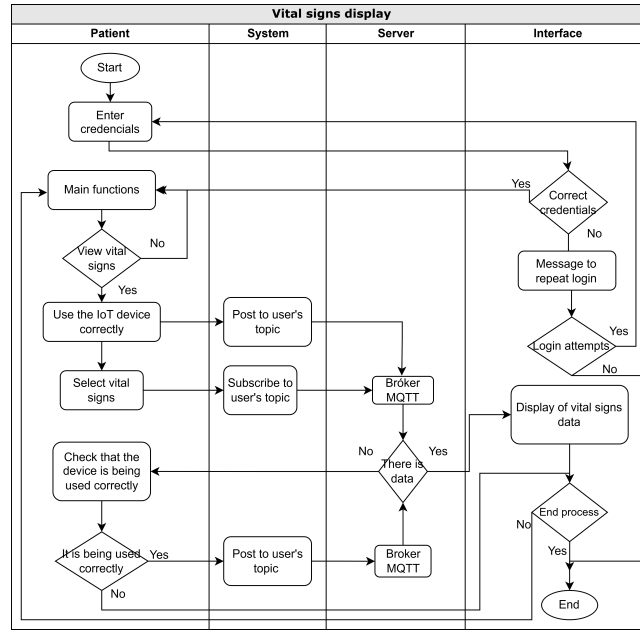 Vital signs display
Patient
System
Server
Interface
Start
Enter
credencials
Main functions
Yes
Correct
credentials
No
View vital
signs
No
Yes
Message to
repeat login
Use the IoT device
correctly
Post to user's
topic
Login attempts
Yes
No
Select vital
signs
Subscribe to
user's topic
Bróker
MQTT
Display of vital signs
data
Check that the
device is being
used correctly
No
There is
data
Yes
End process
No
Yes
It is being used
correctly
Yes
No
Post to user's
topic
Broker
MQTT
End